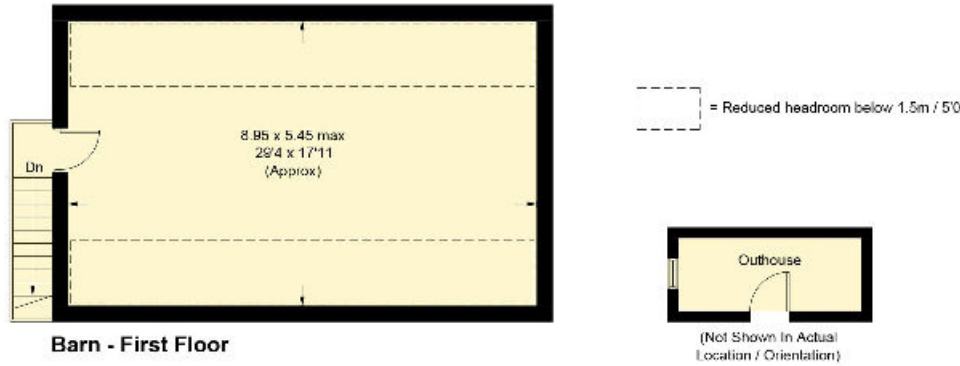 8.95 x 5.45 max
29'4 x 17'11
(Approx)
Dn
= Reduced headroom below 1.5m / 5'0
Outhouse
(Not Shown In Actual
Location / Orientation)
Barn - First Floor